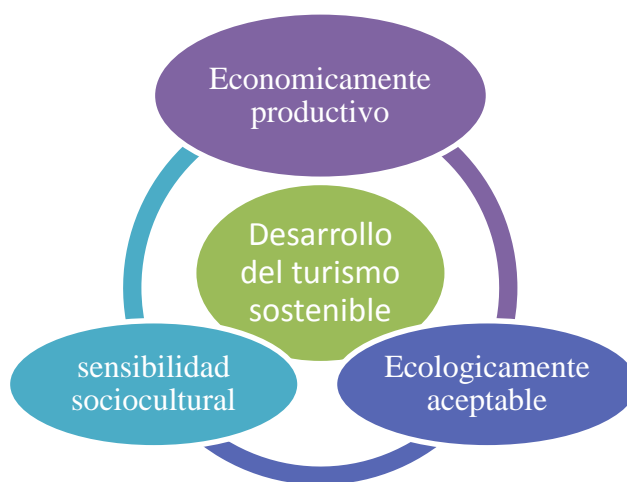 Economicamente
productivo
Desarrollo
del turismo
sostenible
sensibilidad
sociocultural
Ecologicamente
aceptable